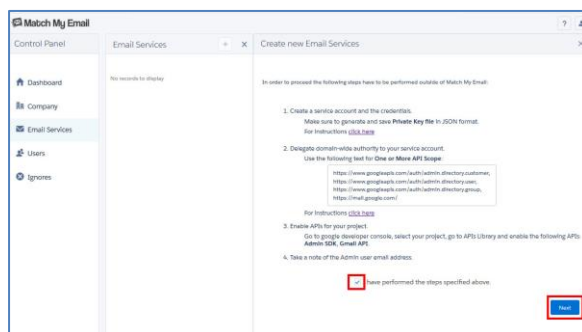 Match My Email
?
Control Panel
Email Services
+
x
Create new Email Services
Dashboard
Company
Email Services
Users
Ignores
No records to display
In order to proceed the following steps have to be performed outside of Match My Email:
1. Create a service account and the credentials.
Make sure to generate and save Private Key file in JSON format.
For instructions click here
2. Delegate domain-wide authority to your service account.
Use the following text for One or More API Scope:
https://www.googleapis.com/auth/admin.directory.customer,
https://www.googleapis.com/auth/admin.directory.user,
https://www.googleapis.com/auth/admin.directory.group,
https://mail.google.com/
For instructions click here
3. Enable APIs for your project.
Go to google developer console, select your project, go to APIs Library and enable the following APIs
Admin SDK, Gmail API.
4. Take a note of the Admin user email address.
have performed the steps specified above.
Next